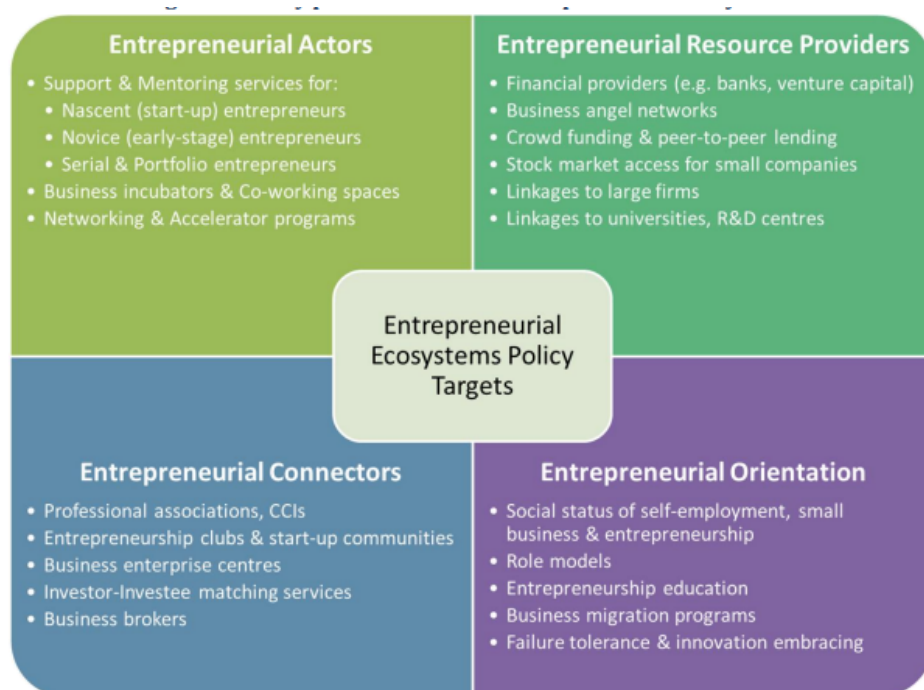 Entrepreneurial Actors
• Support & Mentoring services for:
• Nascent (start-up) entrepreneurs
• Novice (early-stage) entrepreneurs
• Serial & Portfolio entrepreneurs
• Business incubators & Co-working spaces
• Networking & Accelerator programs
Entrepreneurial Resource Providers
• Financial providers (e.g. banks, venture capital)
• Business angel networks
• Crowd funding & peer-to-peer lending
• Stock market access for small companies
• Linkages to large firms
• Linkages to universities, R&D centres
Entrepreneurial
Ecosystems Policy
Targets
Entrepreneurial Connectors
• Professional associations, CCIs
• Entrepreneurship clubs & start-up communities
• Business enterprise centres
• Investor-Investee matching services
• Business brokers
Entrepreneurial Orientation
• Social status of self-employment, small
business & entrepreneurship
• Role models
• Entrepreneurship education
• Business migration programs
• Failure tolerance & innovation embracing